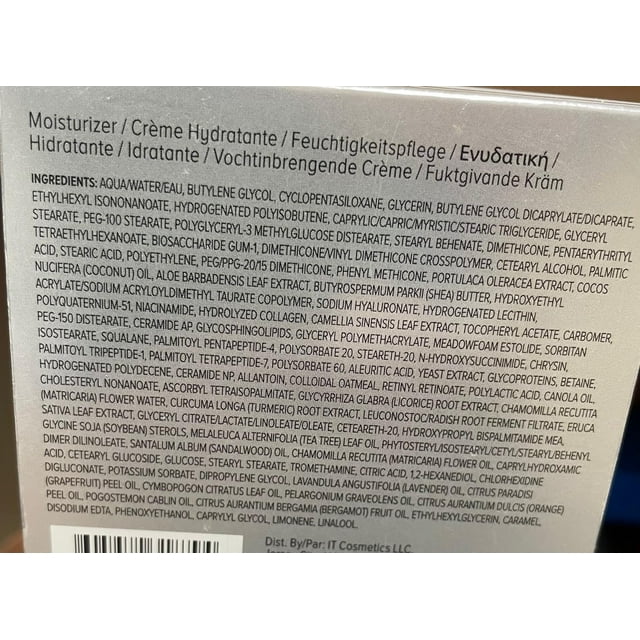 Moisturizer / Crème Hydratante / Feuchtigkeitspflege / Ενυδατική /
Hidratante / Idratante / Vochtinbrengende Crème / Fuktgivande Kräm
INGREDIENTS: AQUA/WATER/EAU, BUTYLENE GLYCOL, CYCLOPENTASILOXANE, GLYCERIN, BUTYLENE GLYCOL DICAPRYLATE/DICAPRATE,
ETHYLHEXYL ISONONANOATE, HYDROGENATED POLYISOBUTENE, CAPRYLIC/CAPRIC/MYRISTIC/STEARIC TRIGLYCERIDE, GLYCERYL
STEARATE, PEG-100 STEARATE, POLYGLYCERYL-3 METHYLGLUCOSE DISTEARATE, STEARYL BEHENATE, DIMETHICONE, PENTAERYTHRITYL
TETRAETHYLHEXANOATE, BIOSACCHARIDE GUM-1, DIMETHICONE/VINYL DIMETHICONE CROSSPOLYMER, CETEARYL ALCOHOL, PALMITIC
ACID, STEARIC ACID, POLYETHYLENE, PEG/PPG-20/15 DIMETHICONE, PHENYL METHICONE, PORTULACA OLERACEA EXTRACT, COCOS
NUCIFERA (COCONUT) OIL, ALOE BARBADENSIS LEAF EXTRACT, BUTYROSPERMUM PARKII (SHEA) BUTTER, HYDROXYETHYL
ACRYLATE/SODIUM ACRYLOYLDIMETHYL TAURATE COPOLYMER, SODIUM HYALURONATE, HYDROGENATED LECITHIN,
POLYQUATERNIUM-51, NIACINAMIDE, HYDROLYZED COLLAGEN, CAMELLIA SINENSIS LEAF EXTRACT, TOCOPHERYL ACETATE, CARBOMER,
PEG-150 DISTEARATE, CERAMIDE AP, GLYCOSPHINGOLIPIDS, GLYCERYL POLYMETHACRYLATE, MEADOWFOAM ESTOLIDE, SORBITAN
ISOSTEARATE, SQUALANE, PALMITOYL PENTAPEPTIDE-4, POLYSORBATE 20, STEARETH-20, N-HYDROXYSUCCINIMIDE, CHRYSIN,
PALMITOYL TRIPEPTIDE-1, PALMITOYL TETRAPEPTIDE-7, POLYSORBATE 60, ALEURITIC ACID, YEAST EXTRACT, GLYCOPROTEINS, BETAINE,
HYDROGENATED POLYDECENE, CERAMIDE NP, ALLANTOIN, COLLOIDAL OATMEAL, RETINYL RETINOATE, POLYLACTIC ACID, CANOLA OIL,
CHOLESTERYL NONANOATE, ASCORBYL TETRAISOPALMITATE, GLYCYRRHIZA GLABRA (LICORICE) ROOT EXTRACT, CHAMOMILLA RECUTITA
(MATRICARIA) FLOWER WATER, CURCUMA LONGA (TURMERIC) ROOT EXTRACT, LEUCONOSTOC/RADISH ROOT FERMENT FILTRATE, ERUCA
SATIVA LEAF EXTRACT, GLYCERYL CITRATE/LACTATE/LINOLEATE/OLEATE, CETEARETH-20, HYDROXYPROPYL BISPALMITAMIDE MEA,
GLYCINE SOJA (SOYBEAN) STEROLS, MELALEUCA ALTERNIFOLIA (TEA TREE) LEAF OIL, PHYTOSTERYL/ISOSTEARYL/CETYL/STEARYL/BEHENYL
DIMER DILINOLEATE, SANTALUM ALBUM (SANDALWOOD) OIL, CHAMOMILLA RECUTITA (MATRICARIA) FLOWER OIL, CAPRYLHYDROXAMIC
ACID, CETEARYL GLUCOSIDE, GLUCOSE, STEARYL STEARATE, TROMETHAMINE, CITRIC ACID, 1,2-HEXANEDIOL, CHLORHEXIDINE
DIGLUCONATE, POTASSIUM SORBATE, DIPROPYLENE GLYCOL, LAVANDULA ANGUSTIFOLIA (LAVENDER) OIL, CITRUS PARADISI
(GRAPEFRUIT) PEEL OIL, CYMBOPOGON CITRATUS LEAF OIL, PELARGONIUM GRAVEOLENS OIL, CITRUS AURANTIUM DULCIS (ORANGE)
PEEL OIL, POGOSTEMON CABLIN OIL, CITRUS AURANTIUM BERGAMIA (BERGAMOT) FRUIT OIL, ETHYLHEXYLGLYCERIN, CARAMEL,
DISODIUM EDTA, PHENOXYETHANOL, CAPRYLYL GLYCOL, LIMONENE, LINALOOL.
Dist. By/Par: IT Cosmetics LLC.